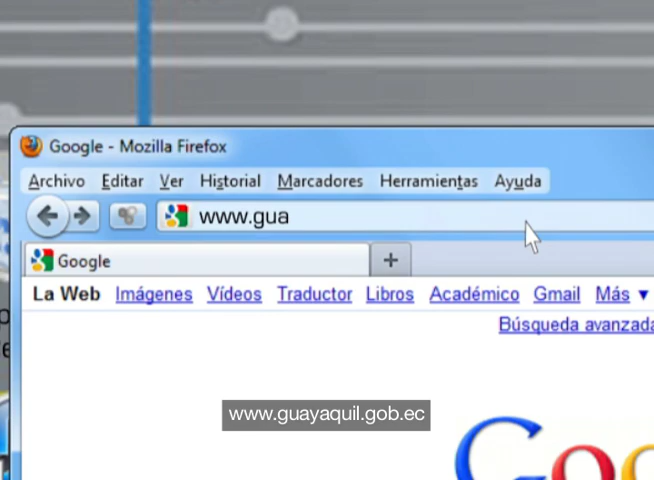 Google - Mozilla Firefox
Archivo Editar Ver Historial Marcadores Herramientas Ayuda
www.gua
Google +
La Web Imágenes Vídeos Traductor Libros Académico Gmail Más ▼
Búsqueda avanzada
www.guayaquil.gob.ec
Goo